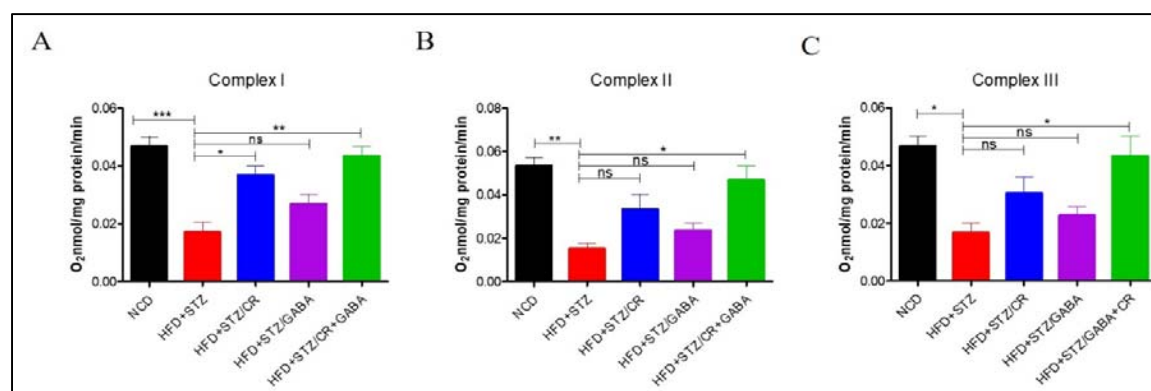 A
Complex I
O₂nmol/mg protein/min
0.06
0.04
0.02
0.00
***
**
ns
*
NCD
HFD+STZ
HFD+STZ/CR
HFD+STZ/GABA
HFD+STZ/CR+GABA
B
Complex II
O₂nmol/mg protein/min
0.08
0.06
0.04
0.02
0.00
**
*
ns
ns
NCD
HFD+STZ
HFD+STZ/CR
HFD+STZ/GABA
HFD+STZ/CR+GABA
C
Complex III
O₂nmol/mg protein/min
0.06
0.04
0.02
0.00
*
*
ns
ns
NCD
HFD+STZ
HFD+STZ/CR
HFD+STZ/GABA
HFD+STZ/GABA+CR